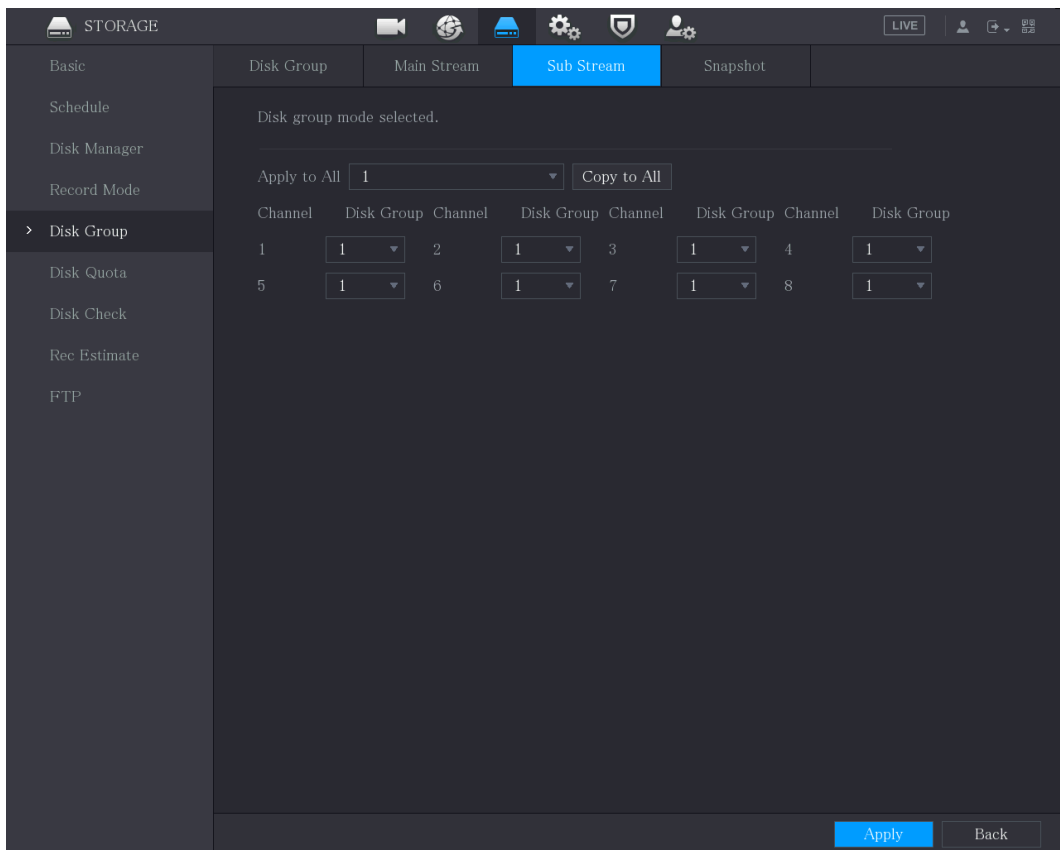 STORAGE LIVE
Basic
Schedule
Disk Manager
Record Mode
Disk Group
Disk Quota
Disk Check
Rec Estimate
FTP
Disk Group Main Stream Sub Stream Snapshot
Disk group mode selected.
Apply to All 1 Copy to All
Channel Disk Group Channel Disk Group Channel Disk Group Channel Disk Group
1 1 2 1 3 1 4 1
5 1 6 1 7 1 8 1
Apply Back